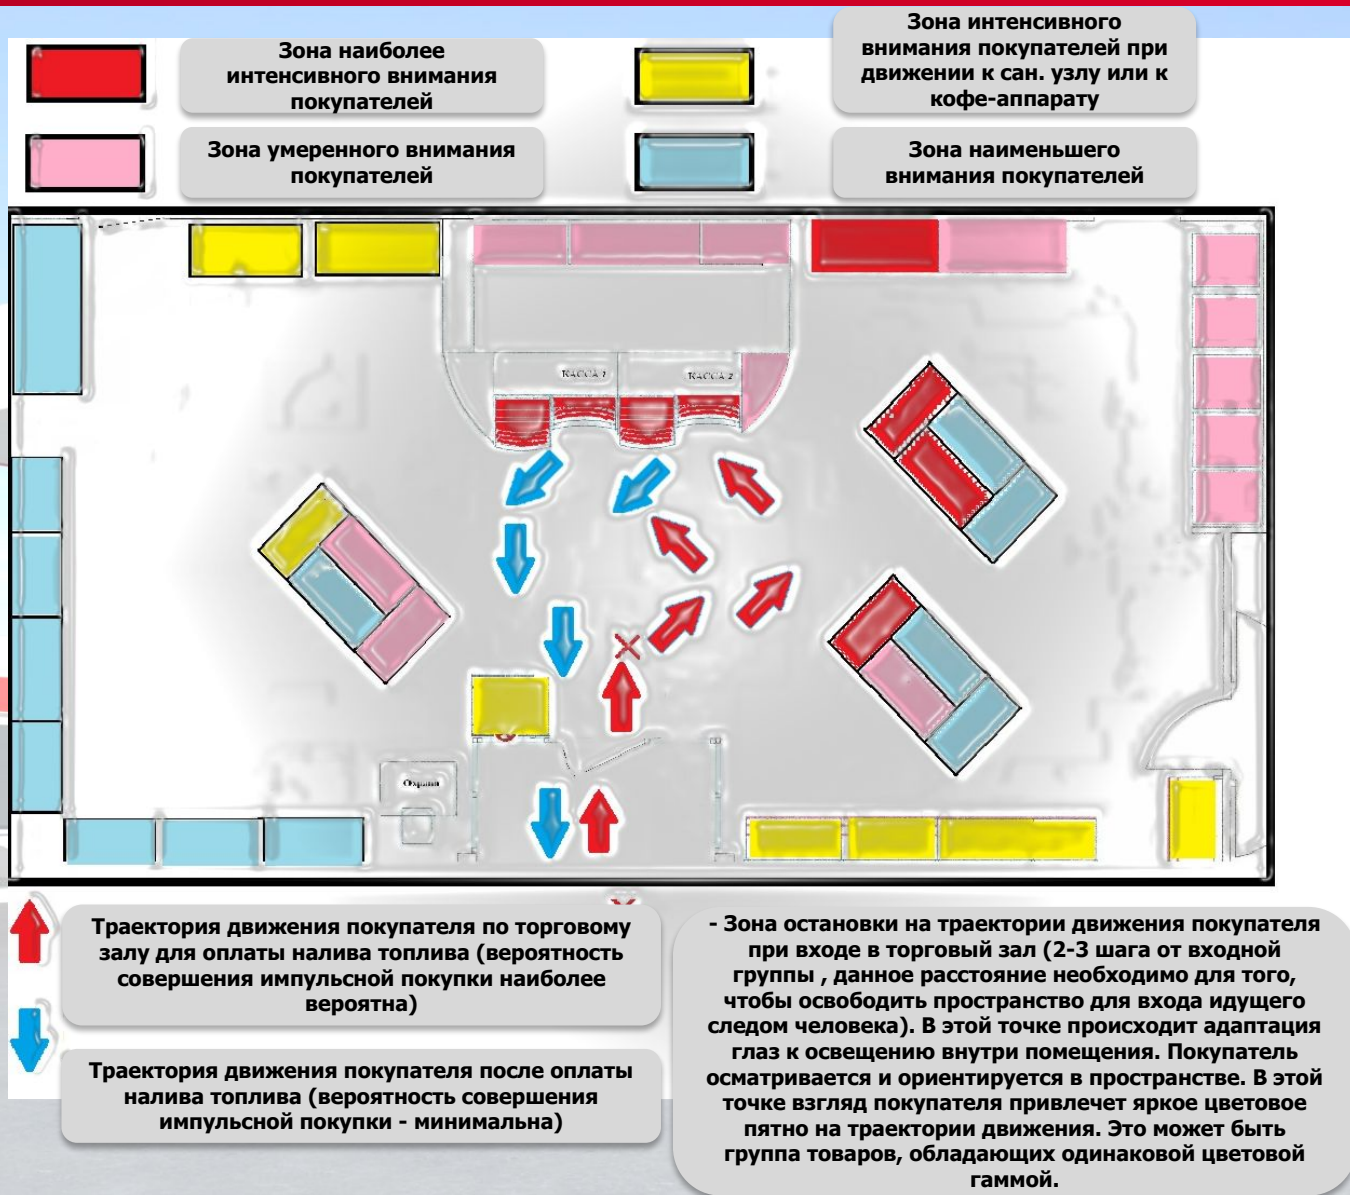 Зона наиболее
интенсивного внимания
покупателей
Зона интенсивного
внимания покупателей при
движении к сан. узлу или к
кофе-аппарату
Зона умеренного внимания
покупателей
Зона наименьшего
внимания покупателей
КАССА 1
КАССА 2
Охрана
Траектория движения покупателя по торговому
залу для оплаты налива топлива (вероятность
совершения импульсной покупки наиболее
вероятна)
Траектория движения покупателя после оплаты
налива топлива (вероятность совершения
импульсной покупки - минимальна)
- Зона остановки на траектории движения покупателя
при входе в торговый зал (2-3 шага от входной
группы , данное расстояние необходимо для того,
чтобы освободить пространство для входа идущего
следом человека). В этой точке происходит адаптация
глаз к освещению внутри помещения. Покупатель
осматривается и ориентируется в пространстве. В этой
точке взгляд покупателя привлечет яркое цветовое
пятно на траектории движения. Это может быть
группа товаров, обладающих одинаковой цветовой
гаммой.